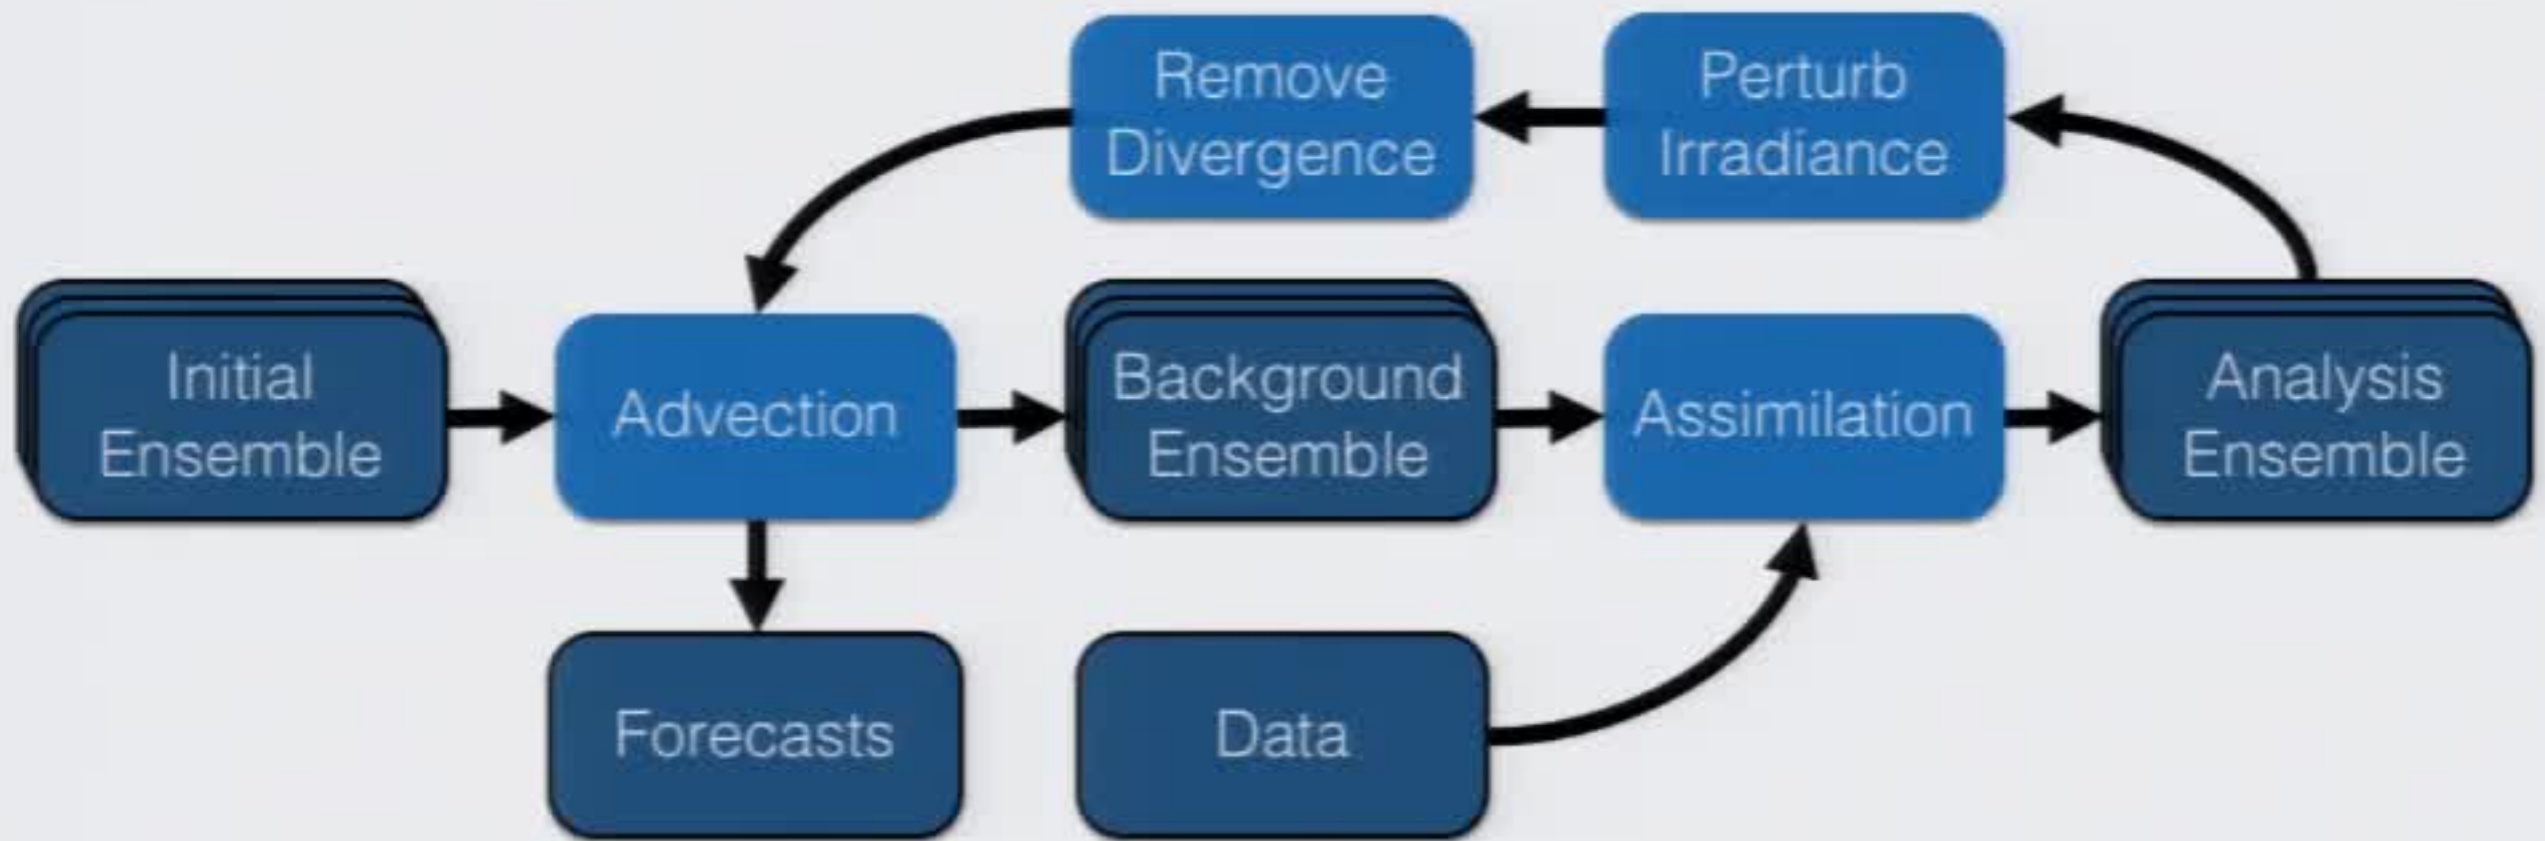 Remove
Divergence
Perturb
Irradiance
Initial
Ensemble
Advection
Background
Ensemble
Assimilation
Analysis
Ensemble
Forecasts
Data